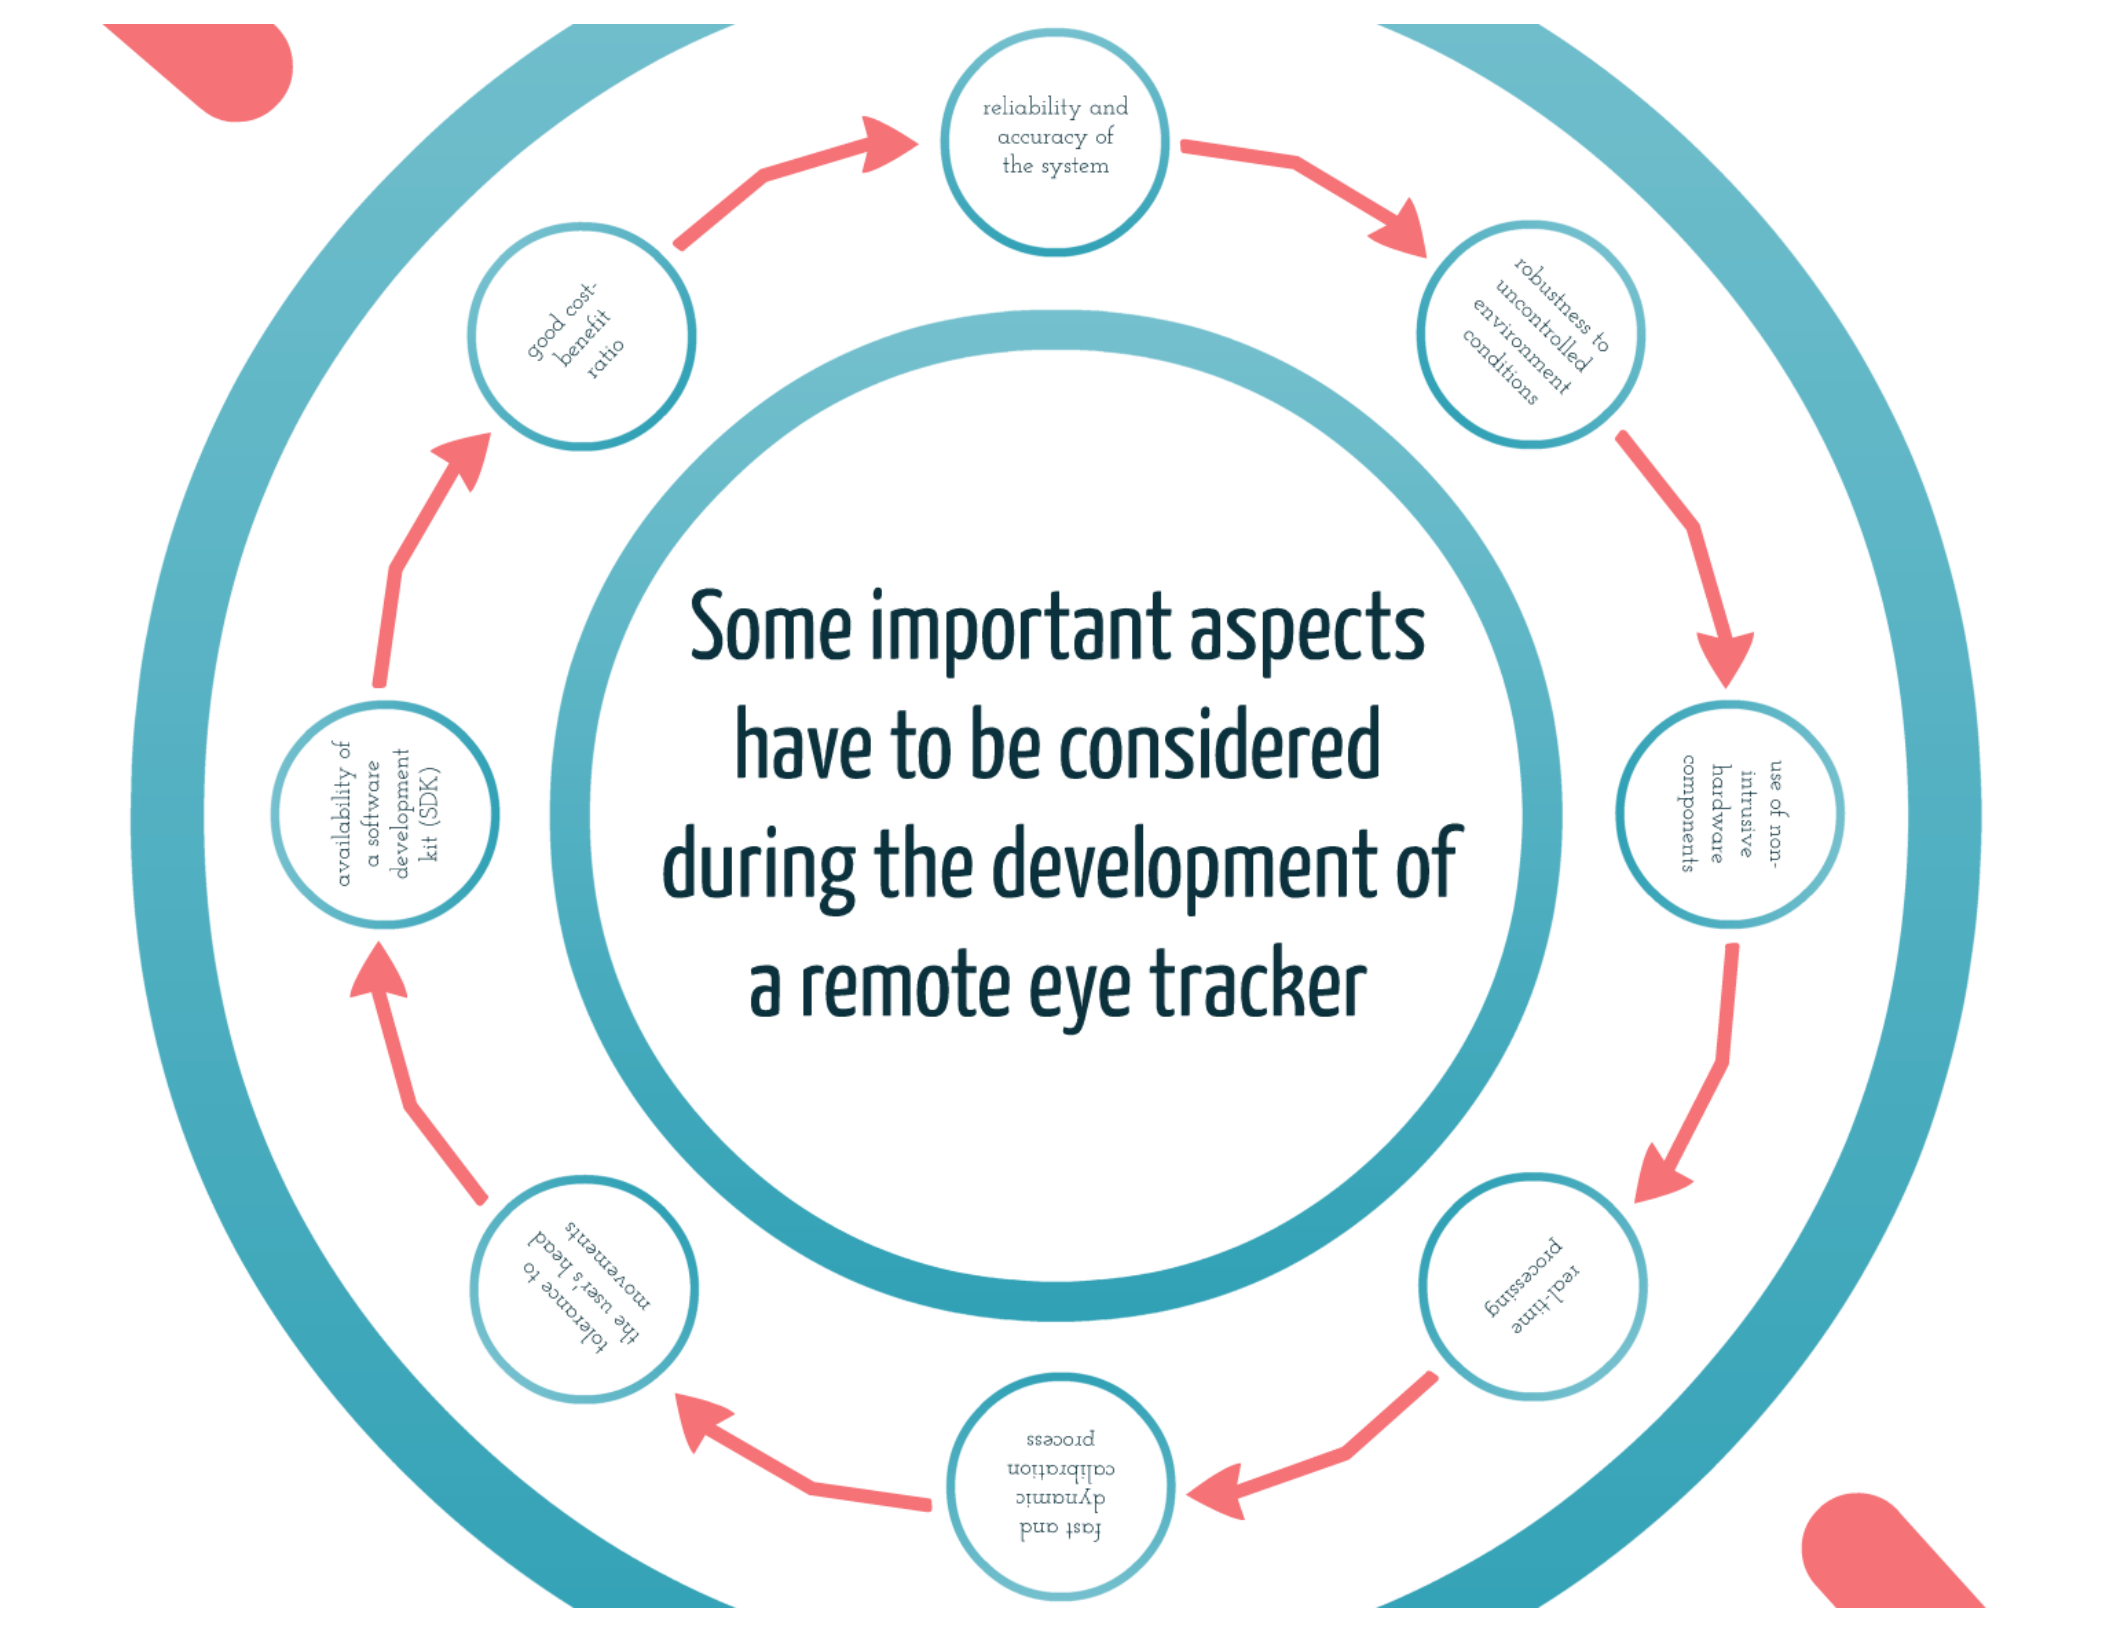 Some important aspects
have to be considered
during the development of
a remote eye tracker
reliability and
accuracy of
the system
robustness to
uncontrolled
environment
conditions
use of non-
intrusive
hardware
components
real-time
processing
fast and
dynamic
calibration
process
tolerance to
the user's head
movements
availability of
a software
development
kit (SDK)
good cost-
benefit
ratio